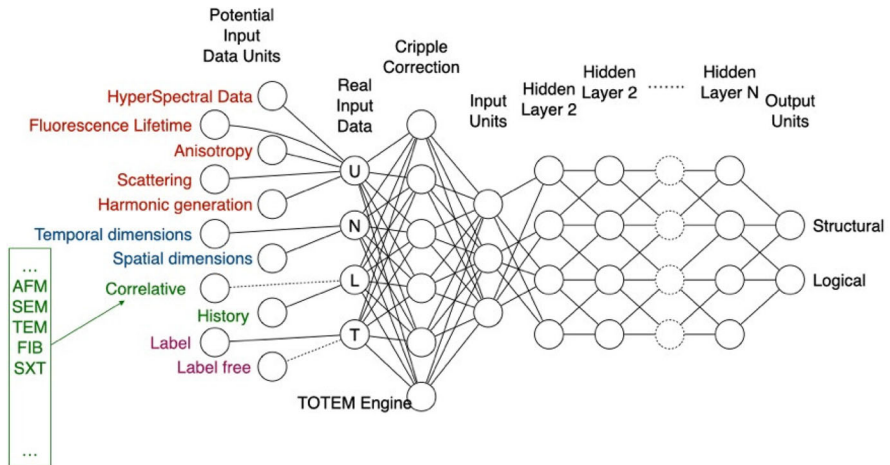 Potential
Input
Data Units
Cripple
Correction
Real
Input
Data
Input
Units
Hidden
Layer 2
Hidden
Layer 2
Hidden
Layer N
Output
Units
HyperSpectral Data
Fluorescence Lifetime
Anisotropy
Scattering
Harmonic generation
Temporal dimensions
Spatial dimensions
Correlative
History
Label
Label free
U
N
L
T
...
AFM
SEM
TEM
FIB
SXT
...
Structural
Logical
TOTEM Engine